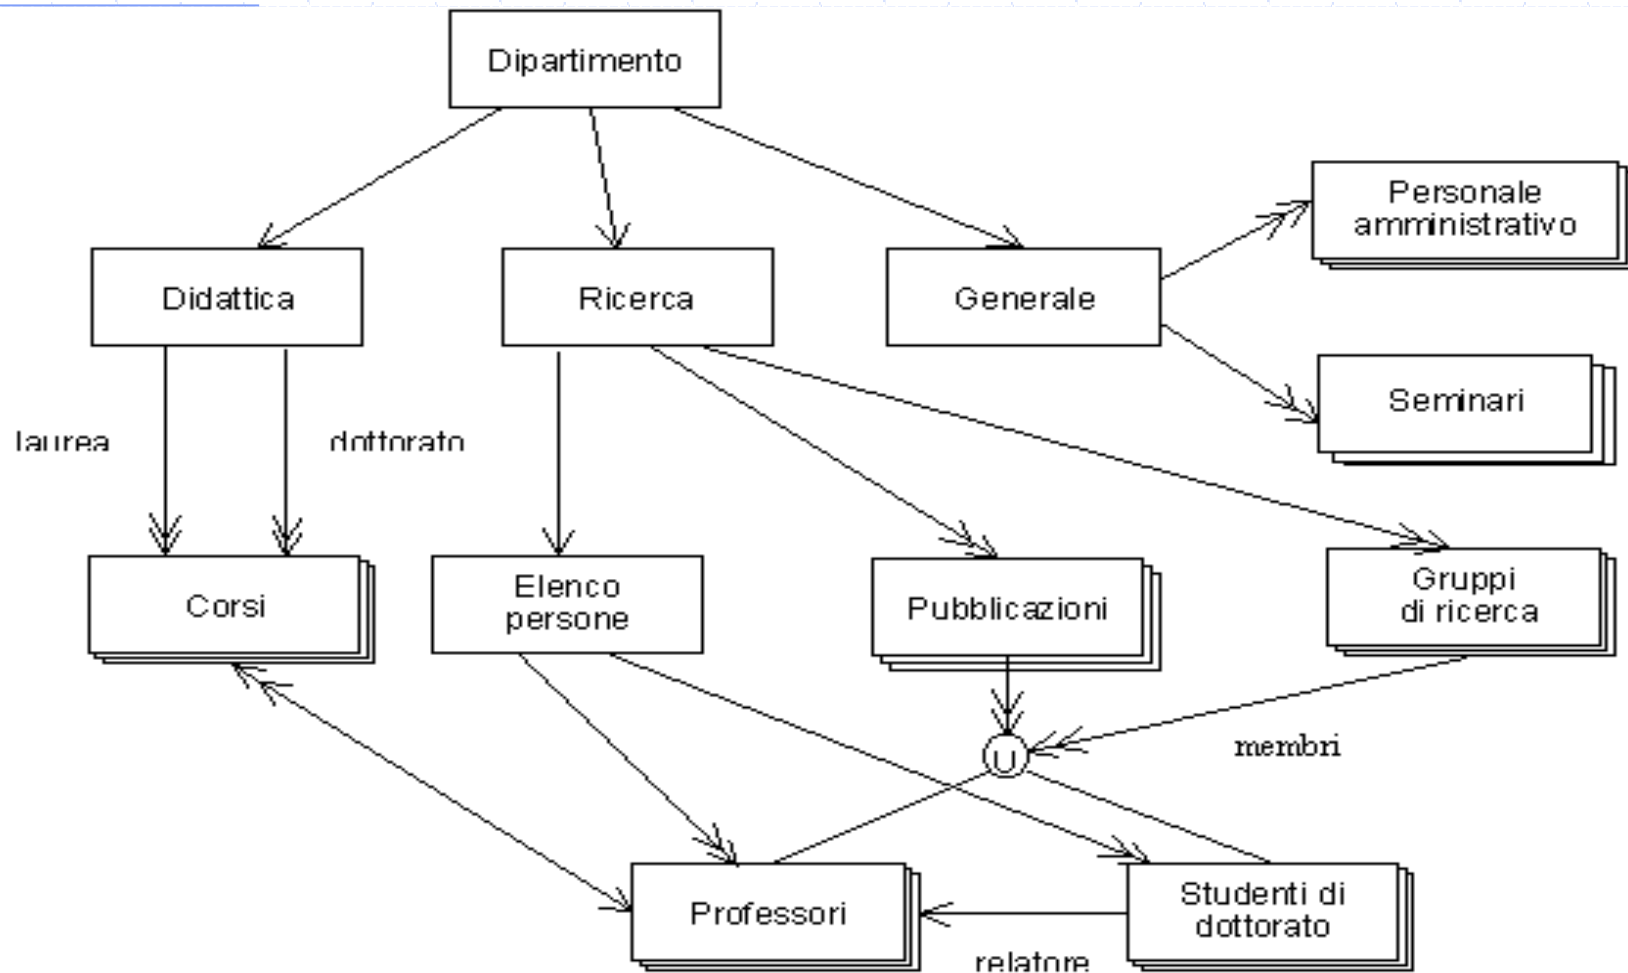 Dipartimento
Personale
amministrativo
Didattica
Ricerca
Generale
Seminari
laurea
dottorato
Corsi
Elenco
persone
Pubblicazioni
Gruppi
di ricerca
U
membri
Professori
Studenti di
dottorato
relatore